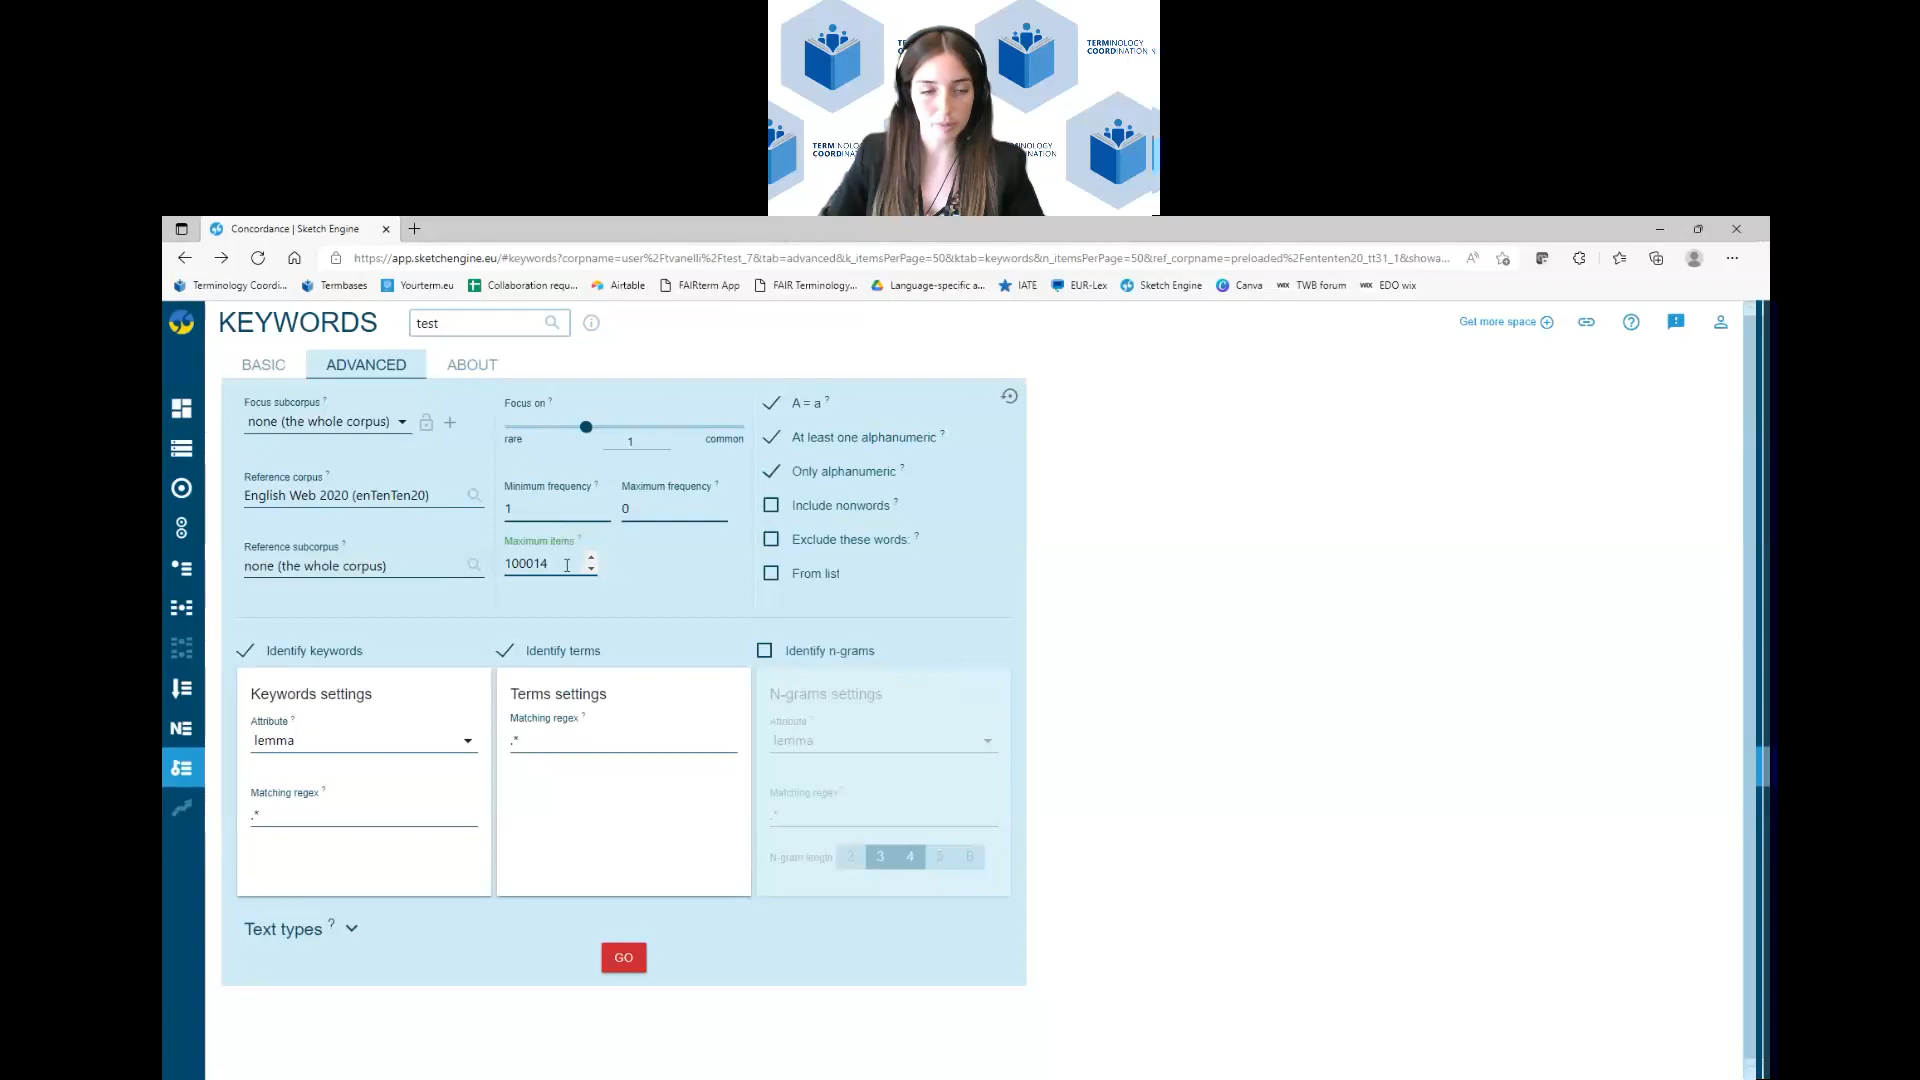 TERMINOLOGY
COORDINATION
TERMINOLO
COORDINAT
MINOLOGY
RDINATION
Concordance | Sketch Engine
https://app.sketchengine.eu/#keywords?corpname=user%2Ftvanelli%2Ftest_7&tab=advanced&k_itemsPerPage=50&ktab=keywords&n_itemsPerPage=50&ref_corpname=preloaded%2Fententen20_tt31_1&showa...
Terminology Coordi... Termbases Yourterm.eu Collaboration requ... Airtable FAIRterm App FAIR Terminology... Language-specific a... IATE EUR-Lex Sketch Engine Canva WIX TWB forum WIX EDO wix
KEYWORDS test Get more space
BASIC ADVANCED ABOUT
Focus subcorpus ?
none (the whole corpus)
Reference corpus ?
English Web 2020 (enTenTen20)
Reference subcorpus ?
none (the whole corpus)
Focus on ?
rare 1 common
Minimum frequency ? Maximum frequency ?
1 0
Maximum items ?
100014
A = a ?
At least one alphanumeric ?
Only alphanumeric ?
Include nonwords ?
Exclude these words: ?
From list
Identify keywords
Keywords settings
Attribute ?
lemma
Matching regex ?
.*
Identify terms
Terms settings
Matching regex ?
.*
Identify n-grams
N-grams settings
Attribute ?
lemma
Matching regex ?
.*
N-gram length 2 3 4 5 6
Text types ?
GO